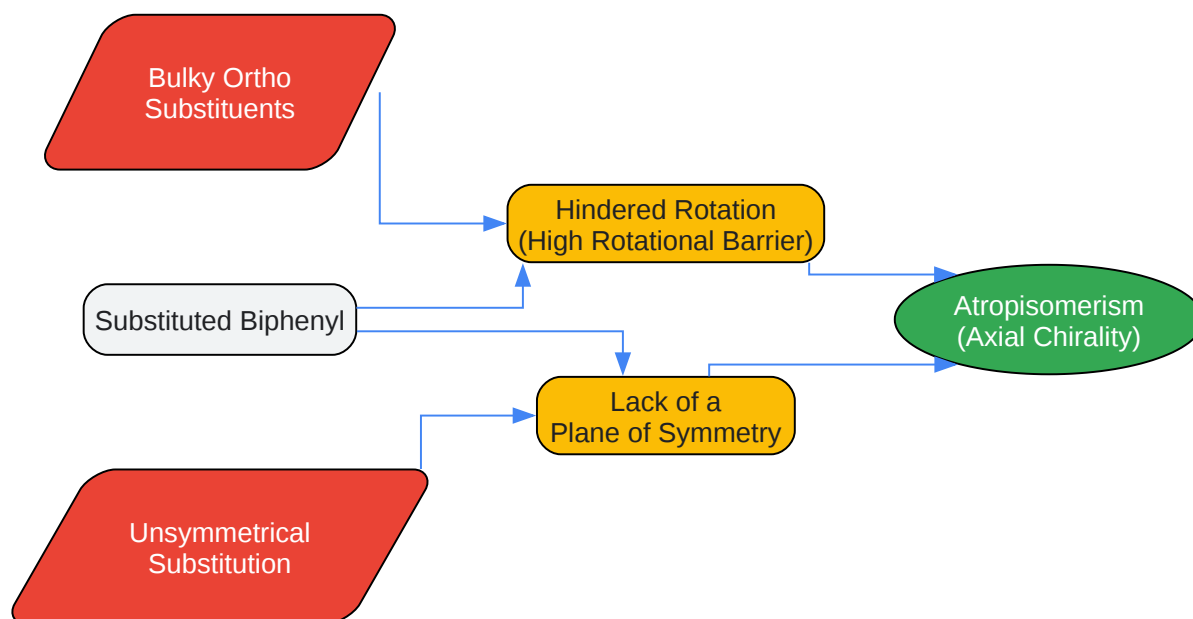 Bulky Ortho
Substituents
Hindered Rotation
(High Rotational Barrier)
Substituted Biphenyl
Atropisomerism
(Axial Chirality)
Lack of a
Plane of Symmetry
Unsymmetrical
Substitution